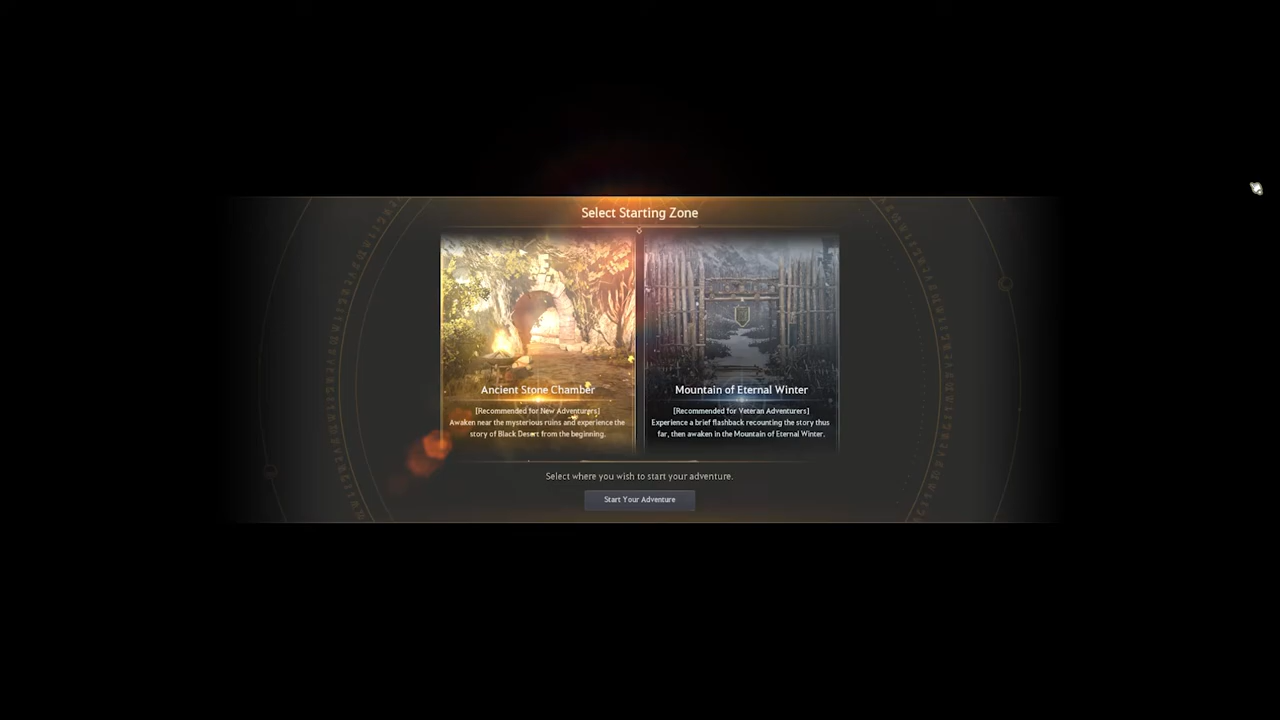 Select Starting Zone
Ancient Stone Chamber
[Recommended for New Adventurers]
Awaken near the mysterious ruins and experience the
story of Black Desert from the beginning.
Mountain of Eternal Winter
[Recommended for Veteran Adventurers]
Experience a brief flashback recounting the story thus
far, then awaken in the Mountain of Eternal Winter.
Select where you wish to start your adventure.
Start Your Adventure